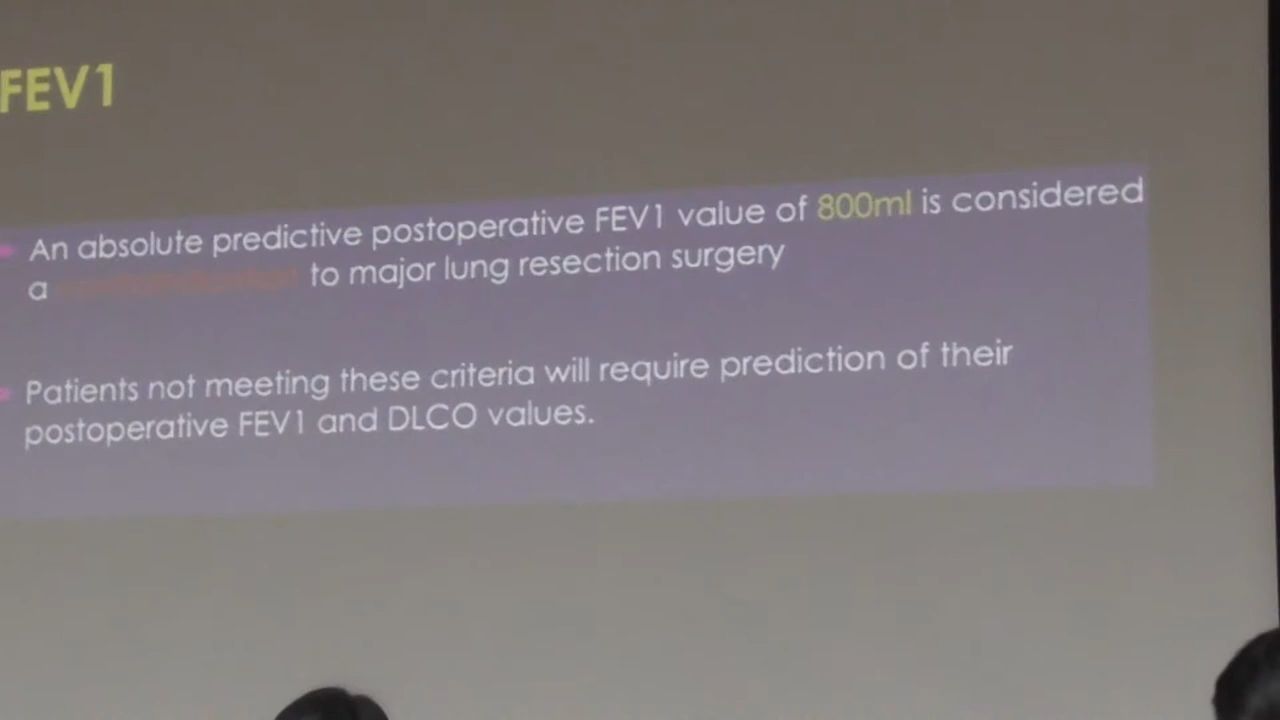 FEV1
An absolute predictive postoperative FEV1 value of 800ml is considered
a to major lung resection surgery
Patients not meeting these criteria will require prediction of their
postoperative FEV1 and DLCO values.